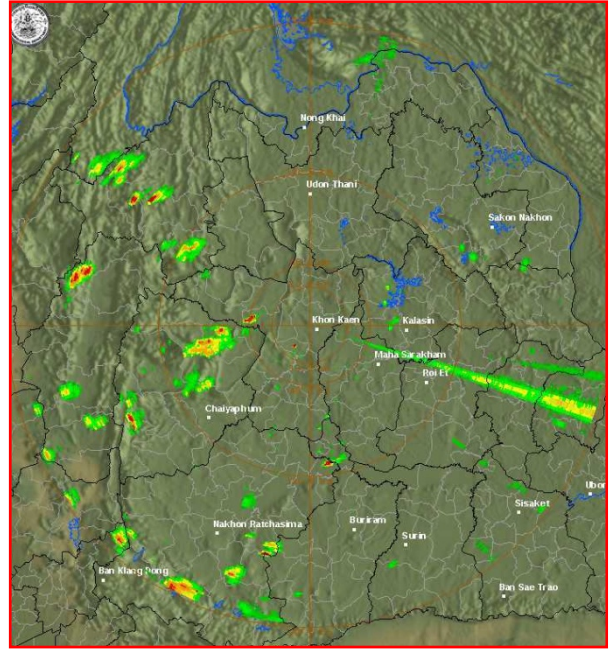 Nong Khai
Udon Thani
Sakon Nakhon
Khon Kaen
Kalasin
Maha Sarakham
Roi Et
Chaiyaphum
Ubon
Sisaket
Nakhon Ratchasima
Buriram
Surin
Ban Klang Dong
Ban Sae Trao